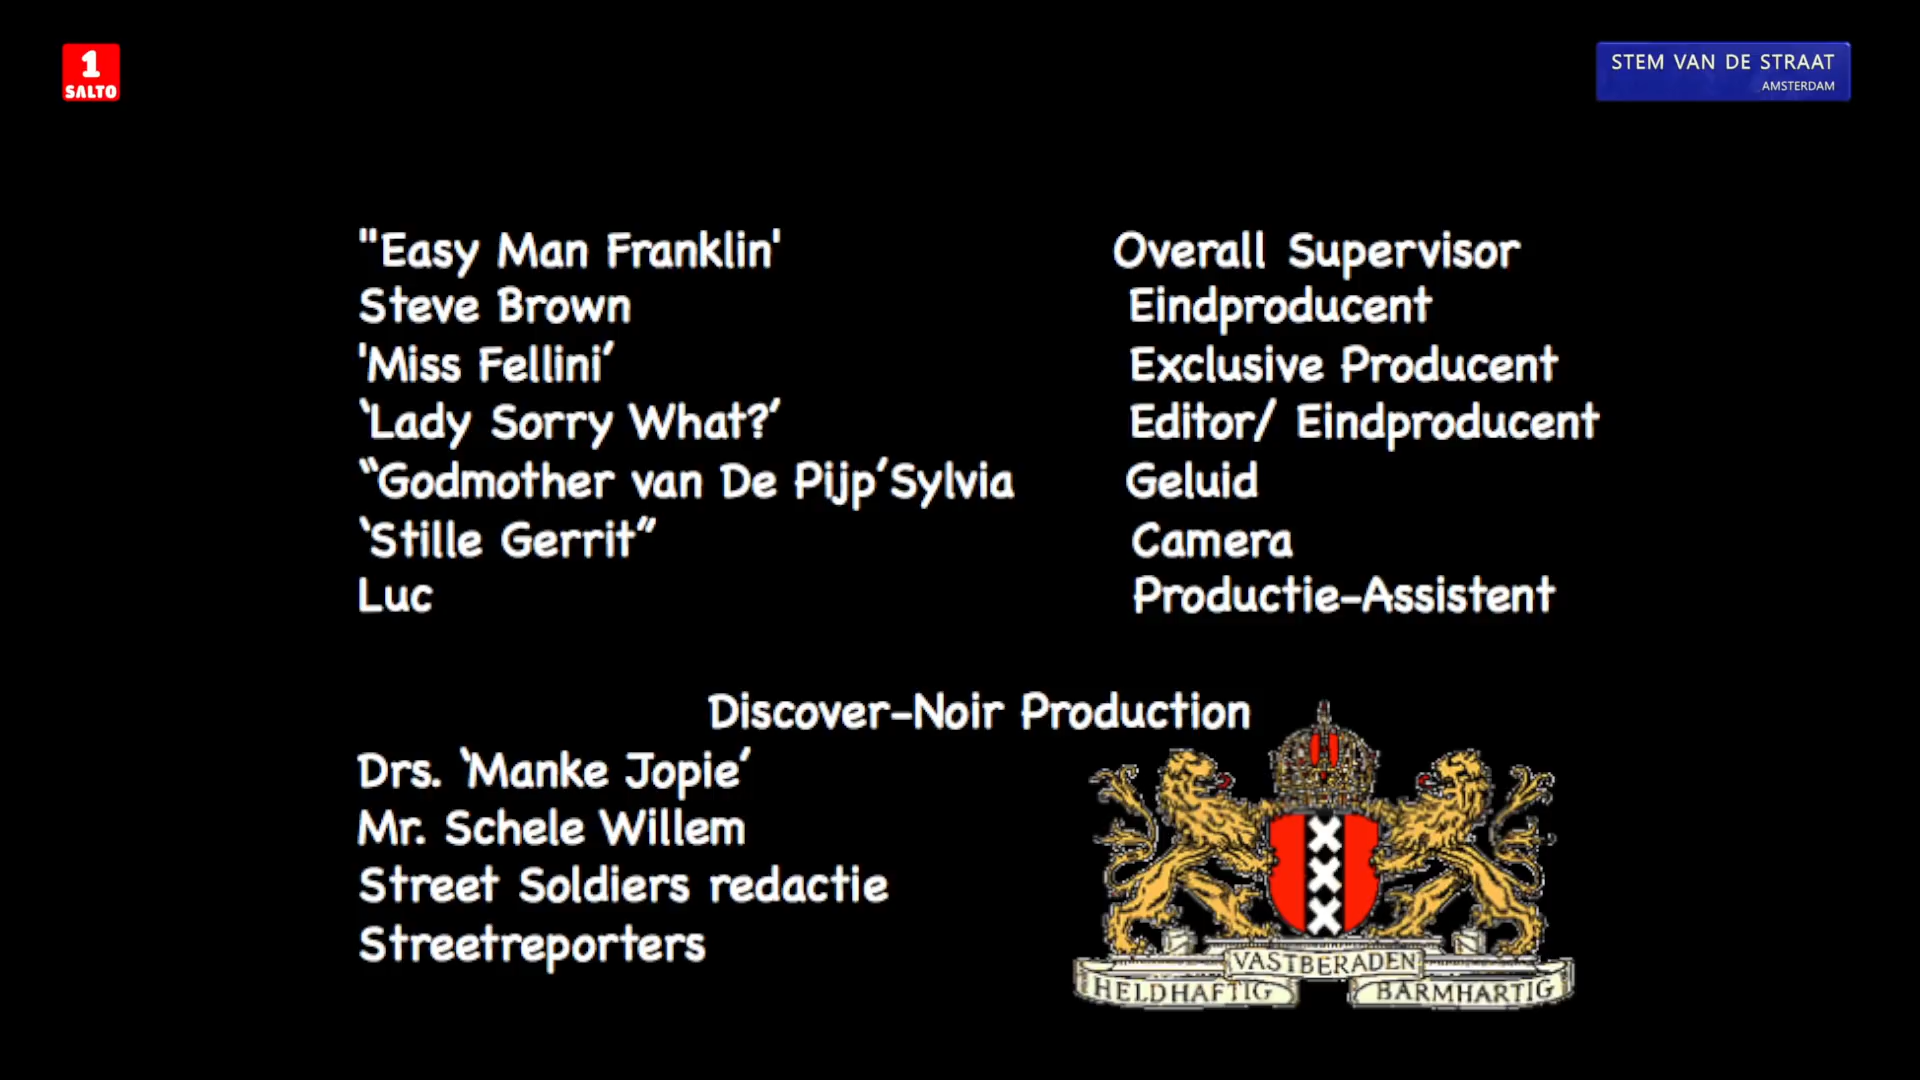 1
SALTO
STEM VAN DE STRAAT
AMSTERDAM
"Easy Man Franklin' Overall Supervisor
Steve Brown Eindproducent
'Miss Fellini’ Exclusive Producent
‘Lady Sorry What?’ Editor/ Eindproducent
“Godmother van De Pijp’Sylvia Geluid
‘Stille Gerrit” Camera
Luc Productie-Assistent
Discover-Noir Production
Drs. ‘Manke Jopie’
Mr. Schele Willem
Street Soldiers redactie
Streetreporters
VASTBERADEN
HELDHAFTIG BARMHARTIG